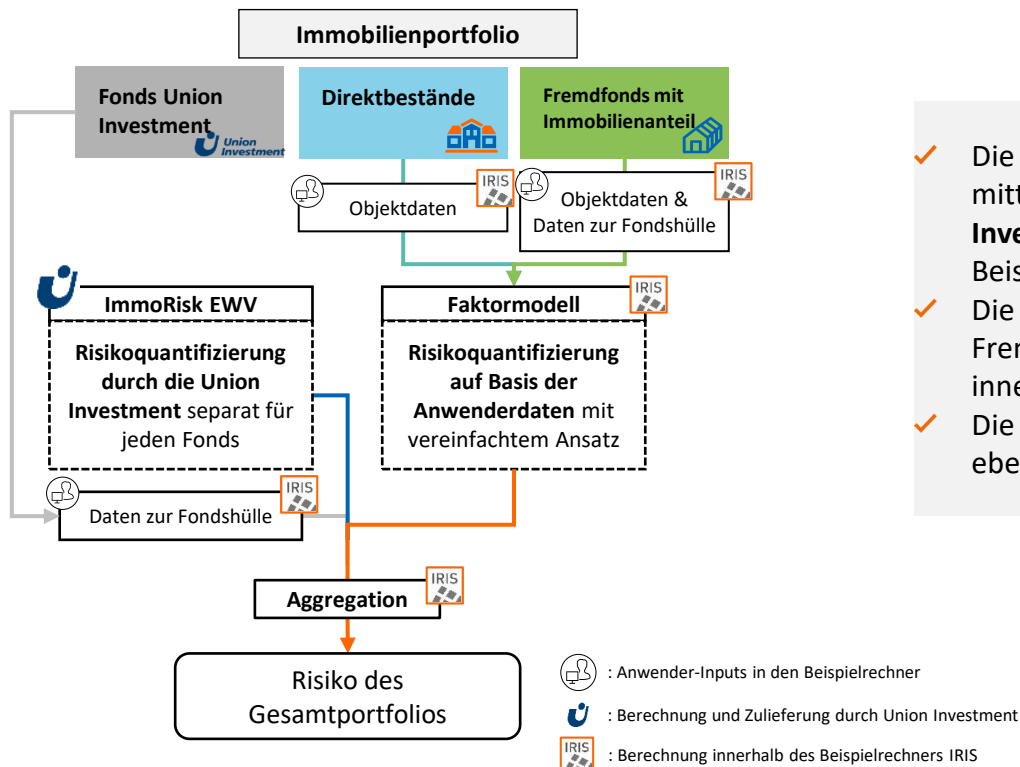 Immobilienportfolio
Fonds Union
Investment
Union
Investment
Direktbestände
Fremdfonds mit
Immobilienanteil
IRIS
Objektdaten
IRIS
Objektdaten &
Daten zur Fondshülle
ImmoRisk EWV
Risikoquantifizierung
durch die Union
Investment separat für
jeden Fonds
IRIS
Faktormodell
Risikoquantifizierung
auf Basis der
Anwenderdaten mit
vereinfachtem Ansatz
IRIS
Daten zur Fondshülle
IRIS
Aggregation
Risiko des
Gesamtportfolios
: Anwender-Inputs in den Beispielrechner
: Berechnung und Zulieferung durch Union Investment
IRIS
: Berechnung innerhalb des Beispielrechners IRIS
Die
mitt
Inve
Beis
Die
Frer
inne
Die
ebe